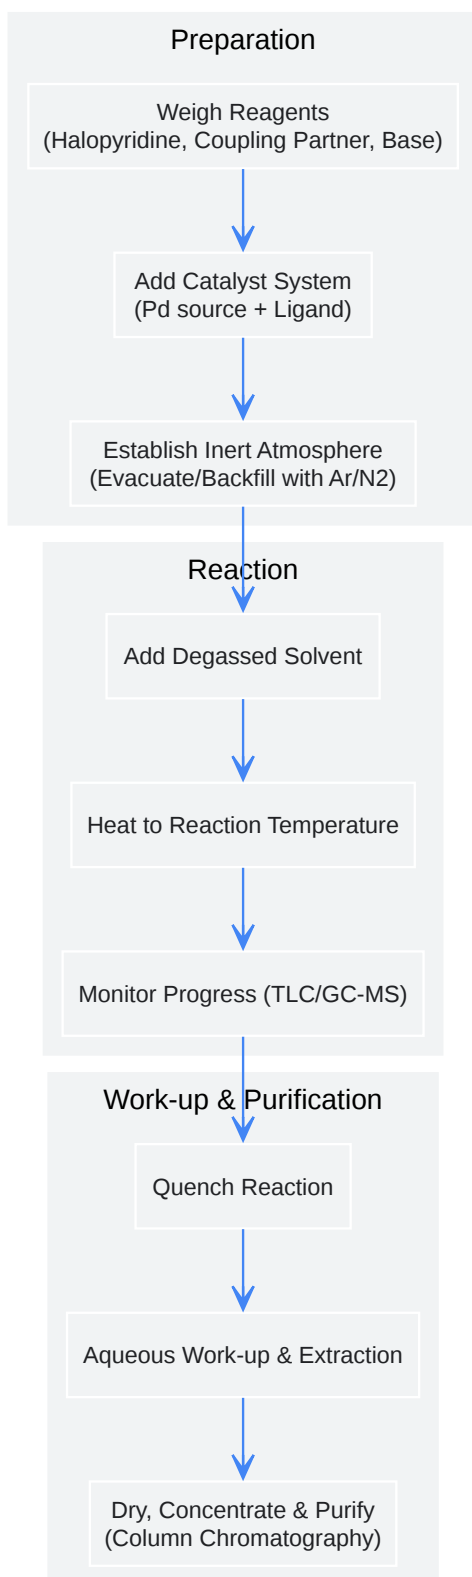 Preparation
Weigh Reagents
(Halopyridine, Coupling Partner, Base)
Add Catalyst System
(Pd source + Ligand)
Establish Inert Atmosphere
(Evacuate/Backfill with Ar/N2)
Reaction
Add Degassed Solvent
Heat to Reaction Temperature
Monitor Progress (TLC/GC-MS)
Work-up & Purification
Quench Reaction
Aqueous Work-up & Extraction
Dry, Concentrate & Purify
(Column Chromatography)